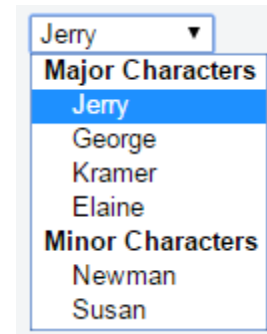 Jerry
Major Characters
Jerry
George
Kramer
Elaine
Minor Characters
Newman
Susan